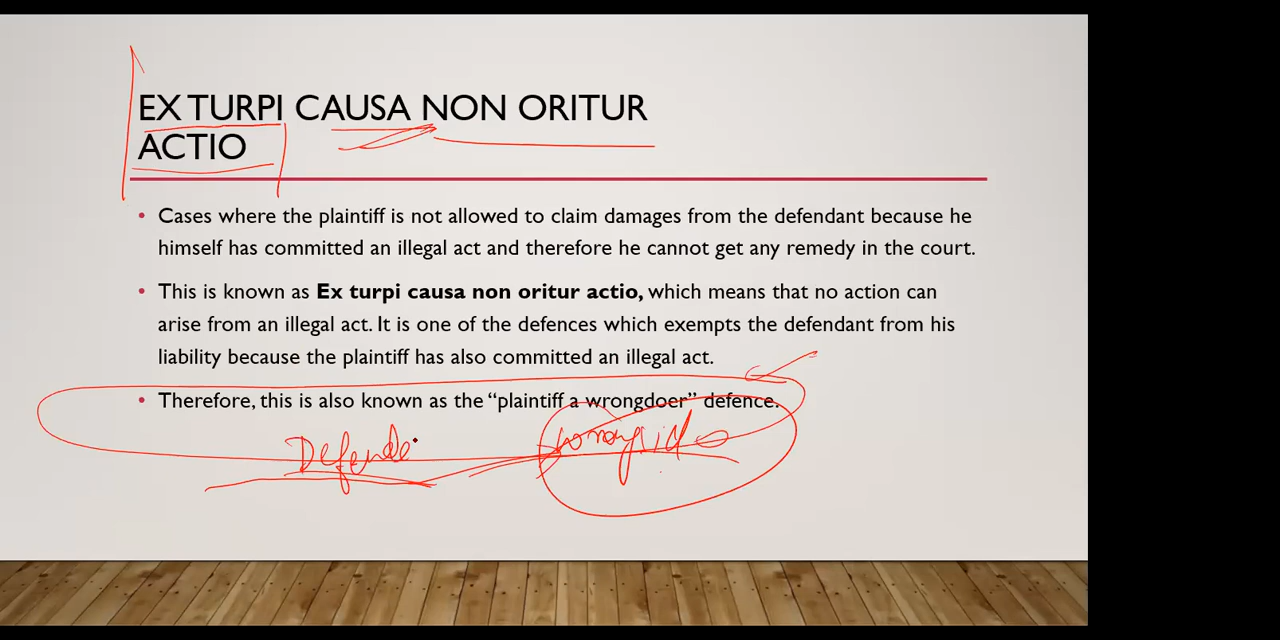 EX TURPI CAUSA NON ORITUR
ACTIO
• Cases where the plaintiff is not allowed to claim damages from the defendant because he
himself has committed an illegal act and therefore he cannot get any remedy in the court.
• This is known as Ex turpi causa non oritur actio, which means that no action can
arise from an illegal act. It is one of the defences which exempts the defendant from his
liability because the plaintiff has also committed an illegal act.
• Therefore, this is also known as the “plaintiff a wrongdoer” defence.
Defende